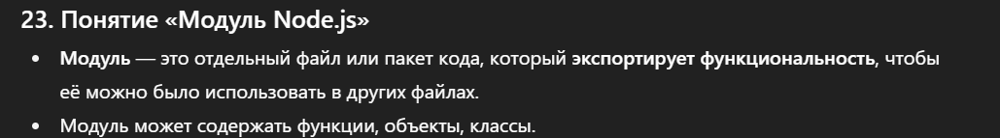 23. Понятие «Модуль Node.js»
• Модуль — это отдельный файл или пакет кода, который экспортирует функциональность, чтобы
её можно было использовать в других файлах.
• Модуль может содержать функции, объекты, классы.